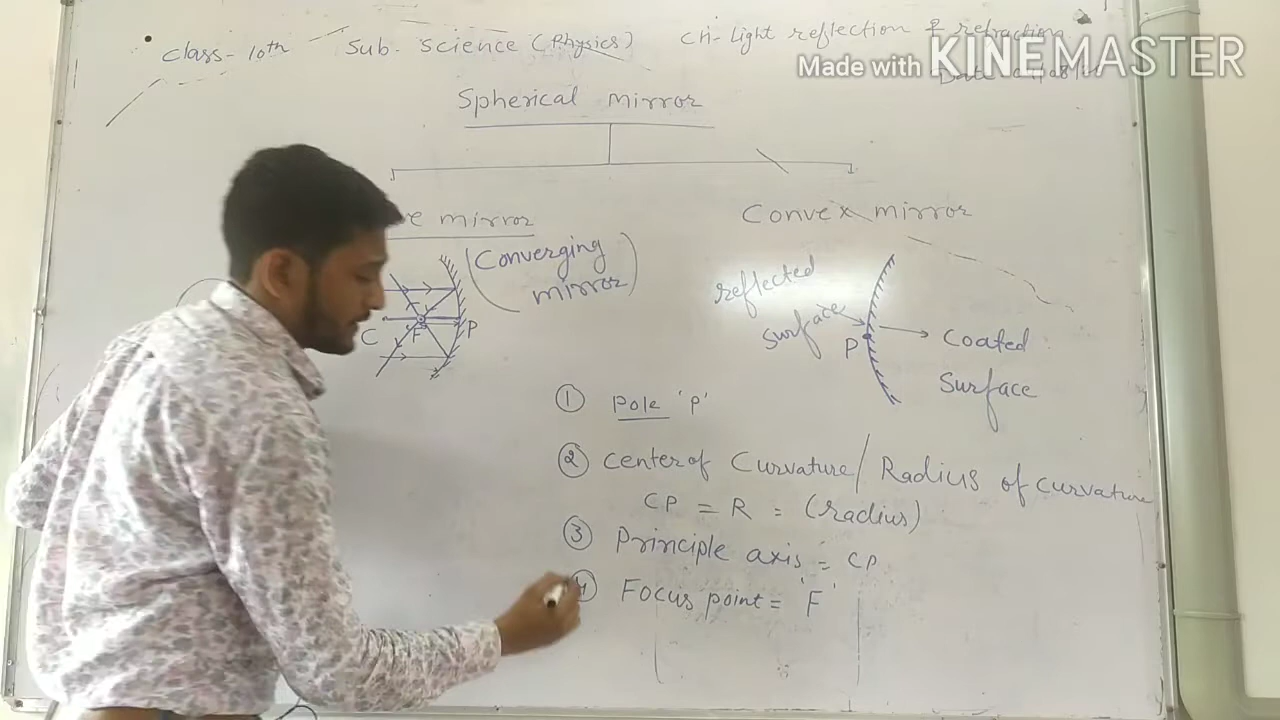 Class- 10th Sub- Science (Physics) CH- Light reflection & refraction
Made with KINEMASTER
Date
Spherical mirror
mirror
Convex mirror
(Converging
mirror)
reflected
surface
C F P
P
Coated
Surface
① Pole 'P'
② Center of Curvature/ Radius of curvature
CP = R = (radius)
③ Principle axis = CP
④ Focus point = 'F'